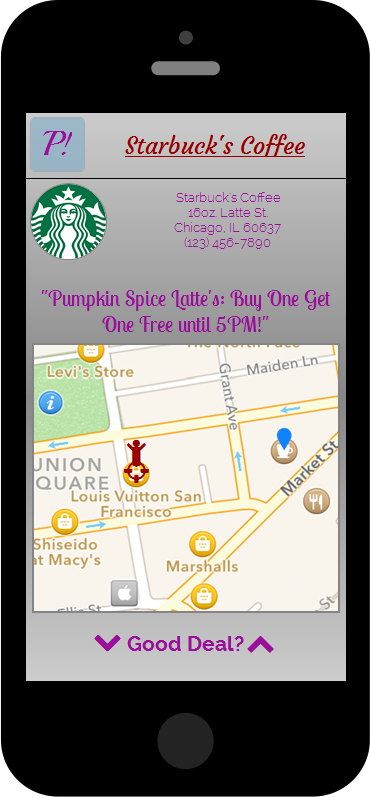 P!
Starbuck's Coffee
Starbuck's Coffee
16oz. Latte St.
Chicago, IL 60637
(123) 456-7890
"Pumpkin Spice Latte's: Buy One Get
One Free until 5PM!"
The North Face
Levi's Store
Maiden Ln
Grant Ave
i
Market St
UNION
SQUARE
Louis Vuitton San
Francisco
Shiseido
at Macy's
Marshalls
Ellis St
Good Deal?